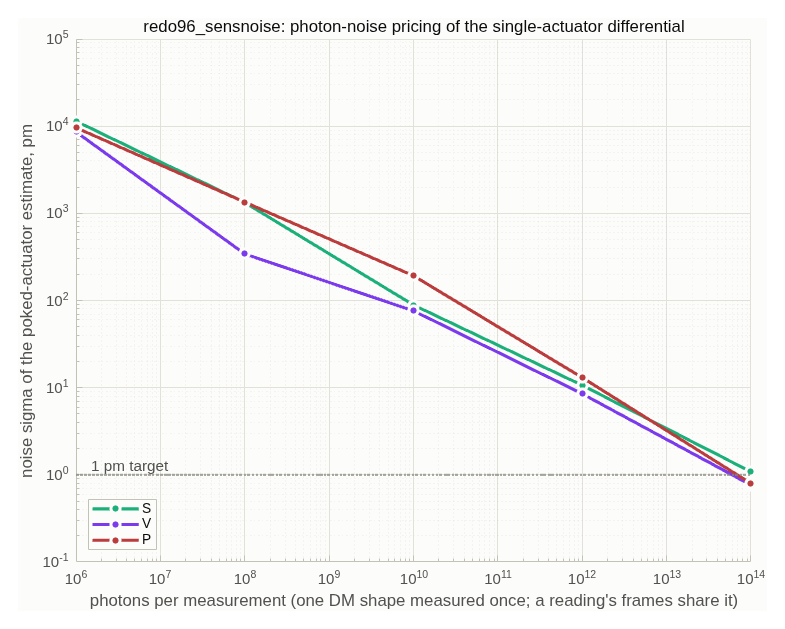 redo96_sensnoise: photon-noise pricing of the single-actuator differential
noise sigma of the poked-actuator estimate, pm
10^5
10^4
10^3
10^2
10^1
10^0
10^-1
1 pm target
S
V
P
10^6 10^7 10^8 10^9 10^10 10^11 10^12 10^13 10^14
photons per measurement (one DM shape measured once; a reading's frames share it)